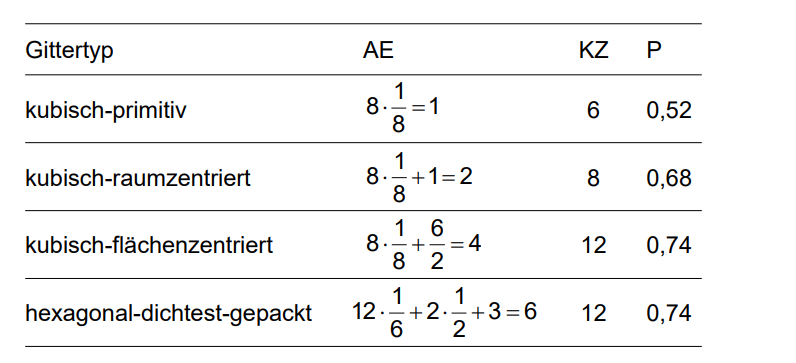 Gittertyp AE KZ P
kubisch-primitiv 8·1/8=1 6 0,52
kubisch-raumzentriert 8·1/8+1=2 8 0,68
kubisch-flächenzentriert 8·1/8+6/2=4 12 0,74
hexagonal-dichtest-gepackt 12·1/6+2·1/2+3=6 12 0,74